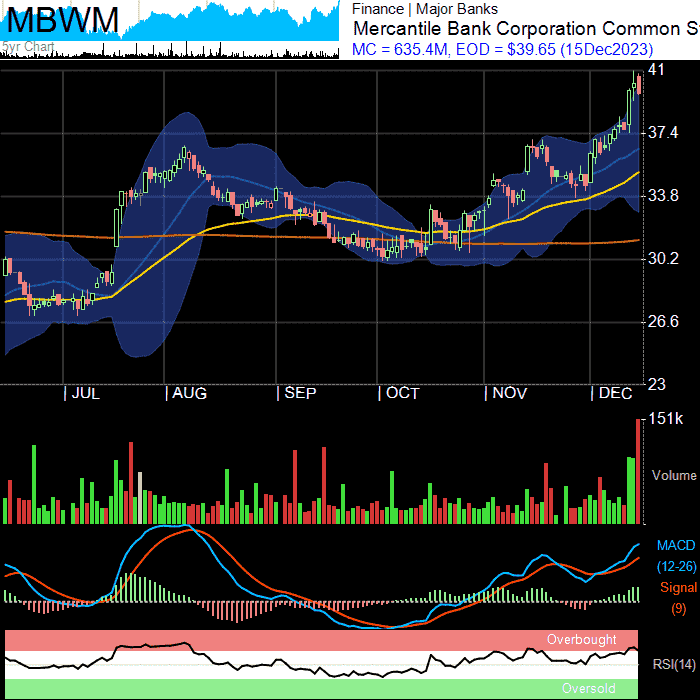 MBWM
5yr Chart
Finance | Major Banks
Mercantile Bank Corporation Common S
MC = 635.4M, EOD = $39.65 (15Dec2023)
41
37.4
33.8
30.2
26.6
23
| JUL | AUG | SEP | OCT | NOV | DEC
151k
Volume
MACD
(12-26)
Signal
(9)
Overbought
RSI(14)
Oversold